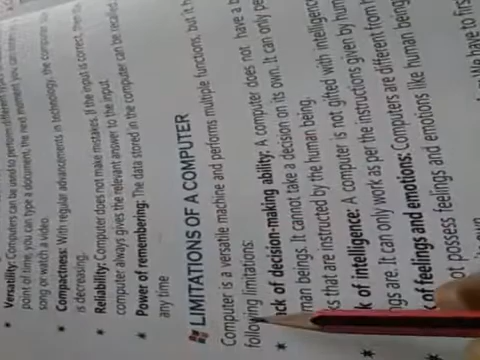 Versatility: Computers can be used to perform different
point of time, you can type a document, the next moment you can
song or watch a video.
Compactness: With regular advancements in technology, the computer
is decreasing.
Reliability: Computer does not make mistakes. If the input is correct, the
computer always gives the relevant answer to the input.
Power of remembering: The data stored in the computer can be recalled
any time
LIMITATIONS OF A COMPUTER
Computer is a versatile machine and performs multiple functions, but it
following limitations:
ck of decision-making ability: A computer does not have a
man beings. It cannot take a decision on its own. It can only
s that are instructed by the human being.
k of intelligence: A computer is not gifted with intelligence
ngs are. It can only work as per the instructions given by hum
of feelings and emotions: Computers are different from
ot possess feelings and emotions like human being
We have to firs
own